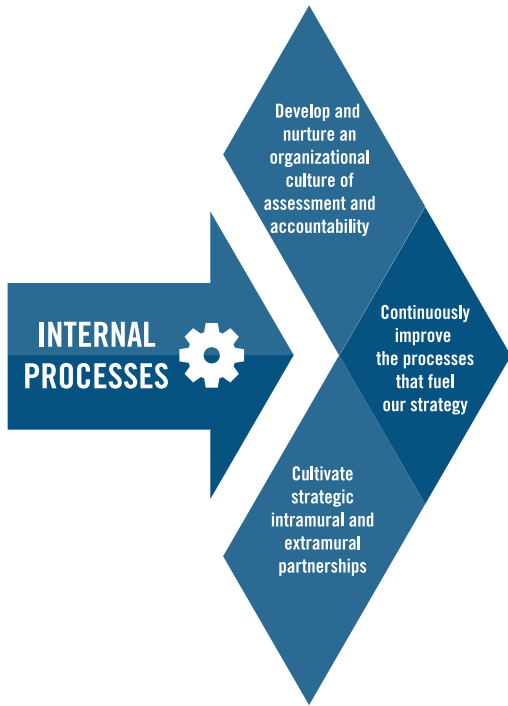 Develop and
nurture an
organizational
culture of
assessment and
accountability
INTERNAL
PROCESSES
Continuously
improve
the processes
that fuel
our strategy
Cultivate
strategic
intramural and
extramural
partnerships